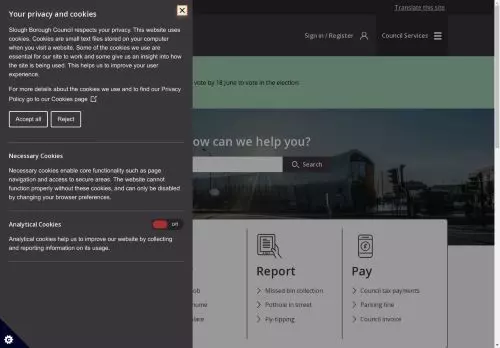 Translate this site
Your privacy and cookies
Slough Borough Council respects your privacy. This website
uses cookies. Cookies are small text files stored on your computer
when you visit a website. Some of the cookies we use are
essential for our site to work and some give us an insight into how
the site is being used. This helps us to improve your user
experience.
For more details about the cookies we use and to find our Privacy
Policy go to our Cookies page
Accept all
Reject
Necessary Cookies
Necessary cookies enable core functionality such as page
navigation and access to secure areas. The website cannot
function properly without these cookies, and can only be disabled
by changing your browser preferences.
Analytical Cookies
off
Analytical cookies help us to improve our website by collecting
and reporting information on its usage.
Sign in / Register
Council Services
vote by 18 June to vote in the election.
ow can we help you?
Search
Report
Missed bin collection
Pothole in street
Fly-tipping
Pay
Council tax payments
Parking fine
Council invoice